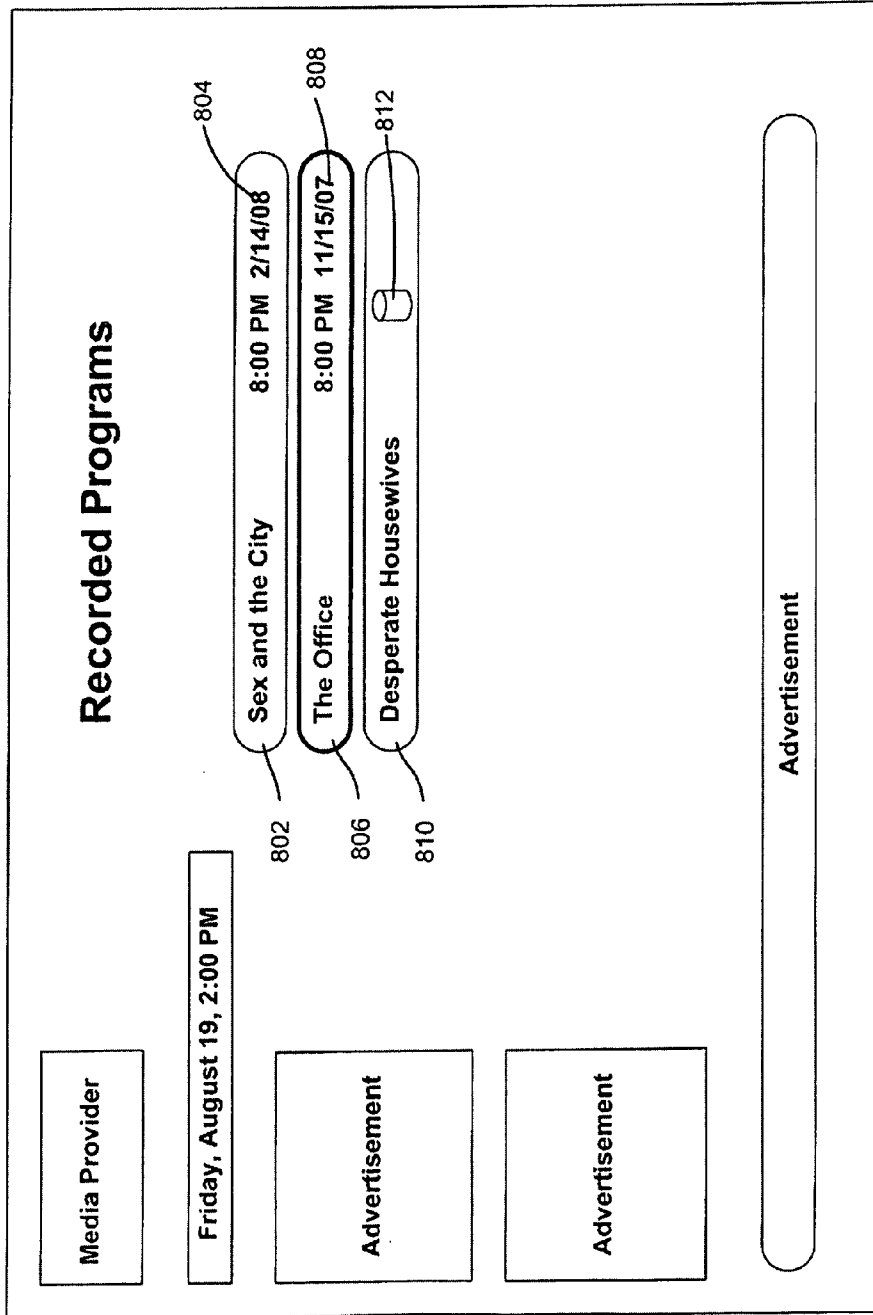 Media Provider
Recorded Programs
Friday, August 19, 2:00 PM
Sex and the City 8:00 PM 2/14/08
The Office 8:00 PM 11/15/07
Desperate Housewives
802
804
806
808
810
812
Advertisement
Advertisement
Advertisement